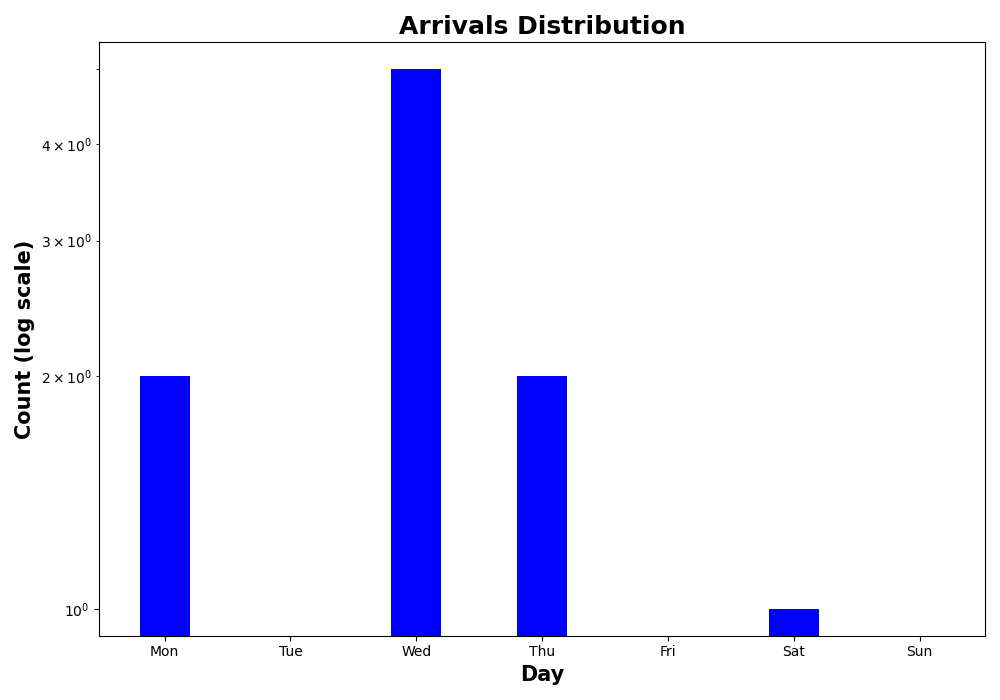 Arrivals Distribution
Count (log scale)
4 × 10⁰
3 × 10⁰
2 × 10⁰
10⁰
Mon Tue Wed Thu Fri Sat Sun
Day